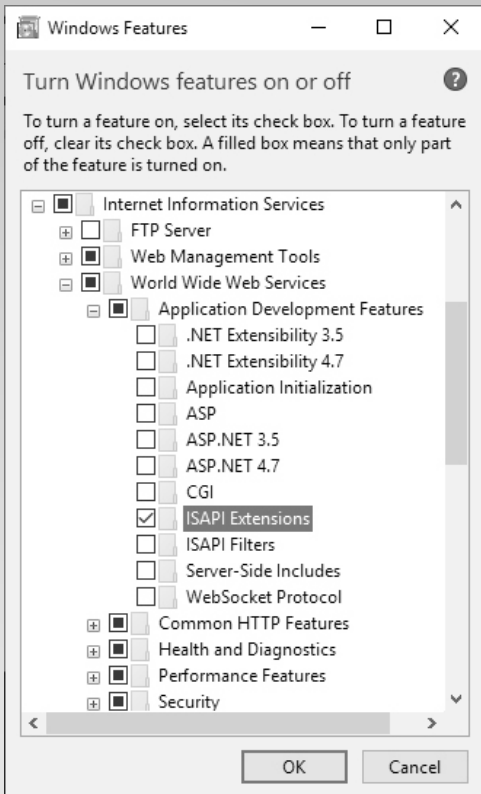 Windows Features
Turn Windows features on or off
?
To turn a feature on, select its check box. To turn a feature
off, clear its check box. A filled box means that only part
of the feature is turned on.
Internet Information Services
FTP Server
Web Management Tools
World Wide Web Services
Application Development Features
.NET Extensibility 3.5
.NET Extensibility 4.7
Application Initialization
ASP
ASP.NET 3.5
ASP.NET 4.7
CGI
ISAPI Extensions
ISAPI Filters
Server-Side Includes
WebSocket Protocol
Common HTTP Features
Health and Diagnostics
Performance Features
Security
OK Cancel